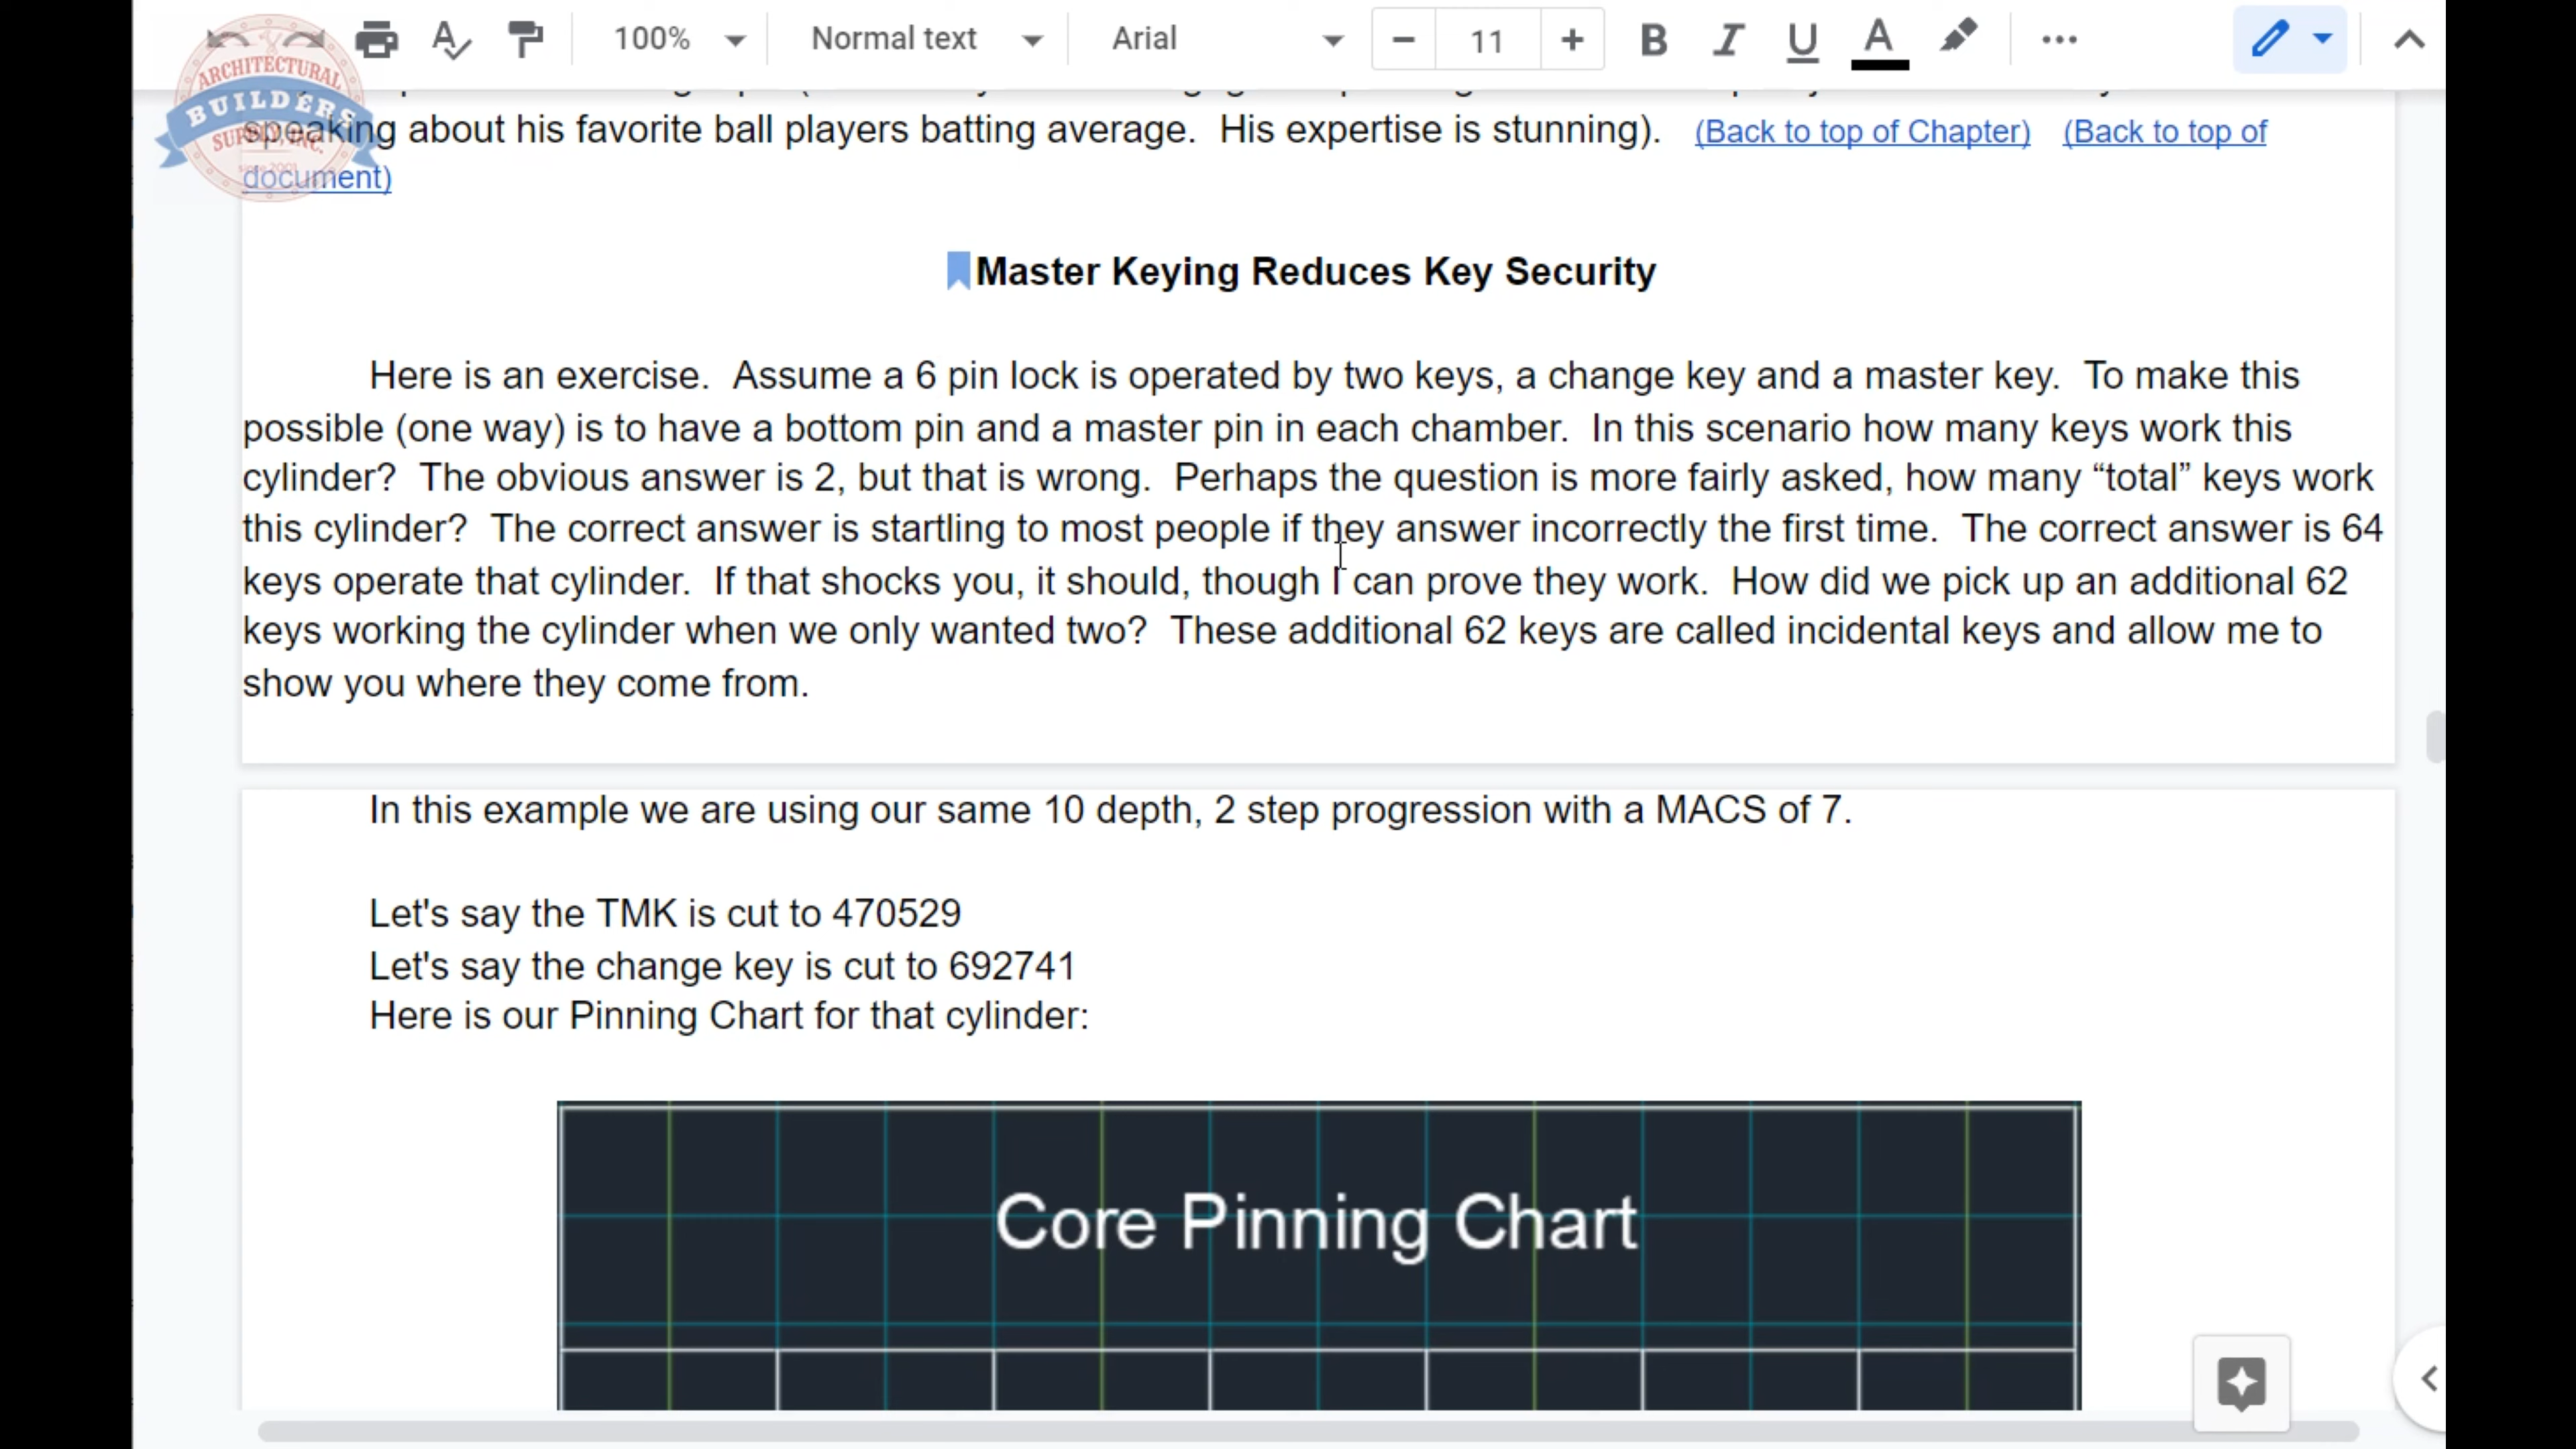 100% Normal text Arial 11
ARCHITECTURAL
BUILDERS
SUPPLY, INC.
since 2001
speaking about his favorite ball players batting average. His expertise is stunning). (Back to top of Chapter) (Back to top of
document)
Master Keying Reduces Key Security
Here is an exercise. Assume a 6 pin lock is operated by two keys, a change key and a master key. To make this
possible (one way) is to have a bottom pin and a master pin in each chamber. In this scenario how many keys work this
cylinder? The obvious answer is 2, but that is wrong. Perhaps the question is more fairly asked, how many “total” keys work
this cylinder? The correct answer is startling to most people if they answer incorrectly the first time. The correct answer is 64
keys operate that cylinder. If that shocks you, it should, though I can prove they work. How did we pick up an additional 62
keys working the cylinder when we only wanted two? These additional 62 keys are called incidental keys and allow me to
show you where they come from.
In this example we are using our same 10 depth, 2 step progression with a MACS of 7.
Let's say the TMK is cut to 470529
Let's say the change key is cut to 692741
Here is our Pinning Chart for that cylinder:
Core Pinning Chart